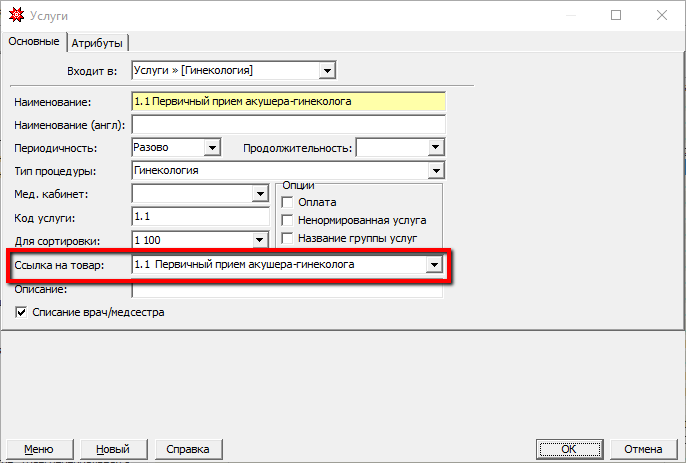 Услуги
Основные Атрибуты
Входит в: Услуги » [Гинекология]
Наименование: 1.1 Первичный прием акушера-гинеколога
Наименование (англ):
Периодичность: Разово Продолжительность:
Тип процедуры: Гинекология
Мед. кабинет: Опции
Оплата
Код услуги: 1.1 Ненормированная услуга
Для сортировки: 1 100 Название группы услуг
Ссылка на товар: 1.1 Первичный прием акушера-гинеколога
Описание:
Списание врач/медсестра
Меню Новый Справка OK Отмена